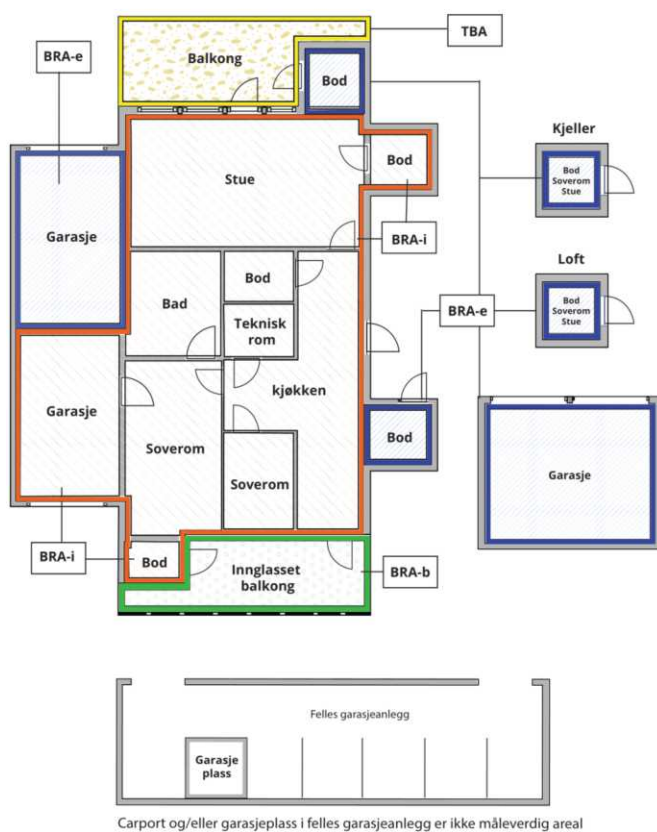 TBA
BRA-e
Balkong
Bod
Kjeller
Bod
Soverom
Stue
Stue
Bod
Garasje
BRA-i
Loft
Bod
Bad
Bod
Soverom
Stue
Teknisk
rom
BRA-e
Garasje
kjøkken
Soverom
Bod
Soverom
Garasje
BRA-i
Bod
Innglasset
balkong
BRA-b
Felles garasjeanlegg
Garasje
plass
Carport og/eller garasjeplass i felles garasjeanlegg er ikke måleverdig areal